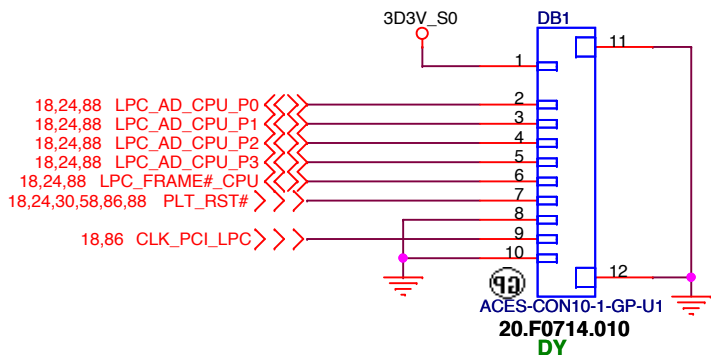 3D3V_S0
DB1
11
1
18,24,88 LPC_AD_CPU_P0 2
18,24,88 LPC_AD_CPU_P1 3
18,24,88 LPC_AD_CPU_P2 4
18,24,88 LPC_AD_CPU_P3 5
18,24,88 LPC_FRAME#_CPU 6
18,24,30,58,86,88 PLT_RST# 7
8
18,86 CLK_PCI_LPC 9
10
12
GP
ACES-CON10-1-GP-U1
20.F0714.010
DY